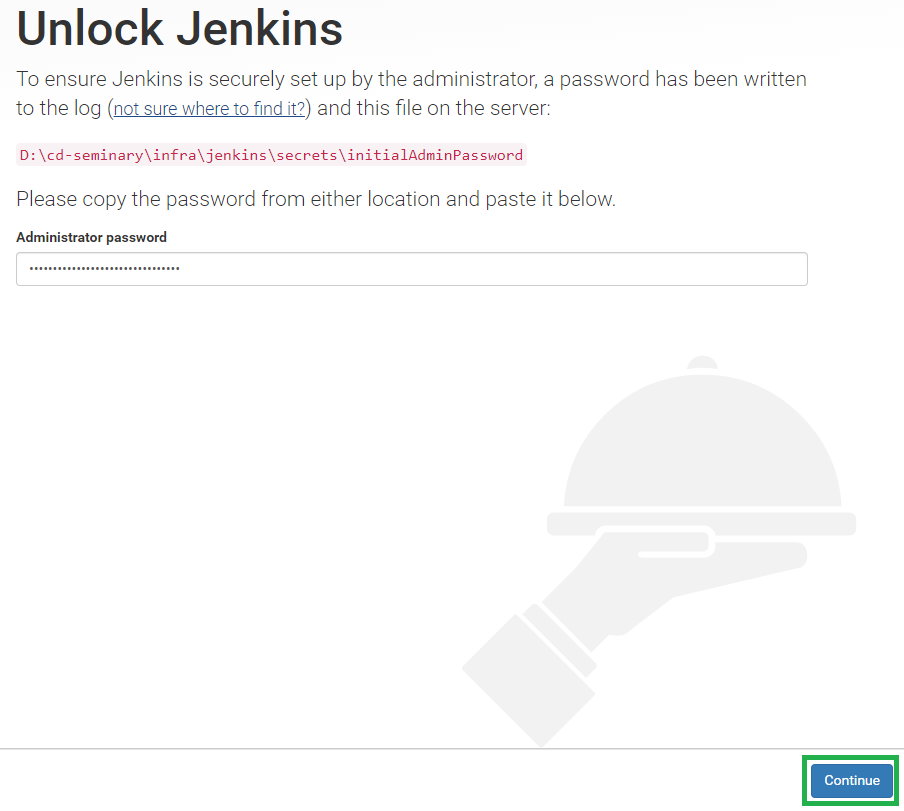 Unlock Jenkins
To ensure Jenkins is securely set up by the administrator, a password has been written
to the log (not sure where to find it?) and this file on the server:
D:\cd-seminary\infra\jenkins\secrets\initialAdminPassword
Please copy the password from either location and paste it below.
Administrator password
••••••••••••••••••••••••••••••••
Continue